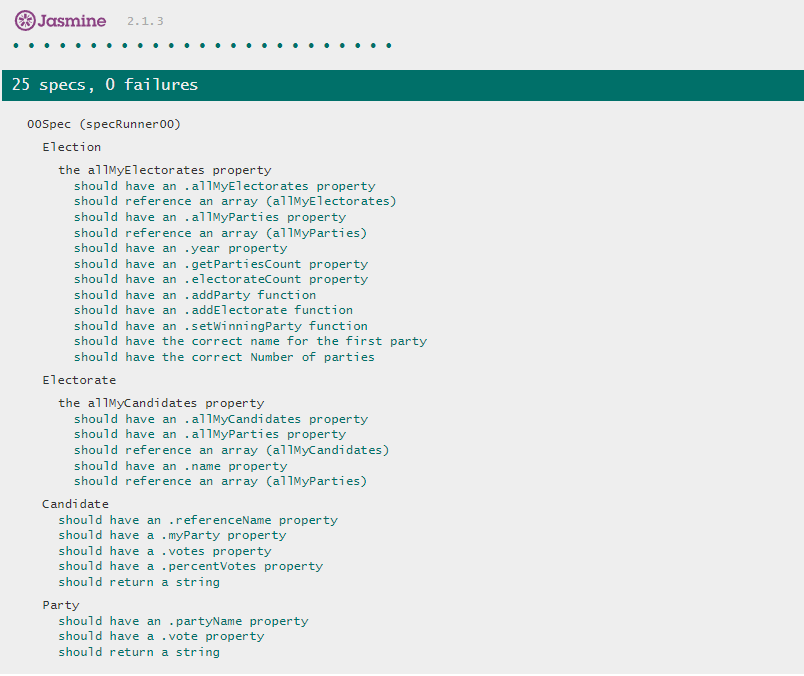 Jasmine 2.1.3
25 specs, 0 failures
OOSpec (specRunnerOO)
Election
the allMyElectorates property
should have an .allMyElectorates property
should reference an array (allMyElectorates)
should have an .allMyParties property
should reference an array (allMyParties)
should have an .year property
should have an .getPartiesCount property
should have an .electorateCount property
should have an .addParty function
should have an .addElectorate function
should have an .setWinningParty function
should have the correct name for the first party
should have the correct Number of parties
Electorate
the allMyCandidates property
should have an .allMyCandidates property
should have an .allMyParties property
should reference an array (allMyCandidates)
should have an .name property
should reference an array (allMyParties)
Candidate
should have an .referenceName property
should have a .myParty property
should have a .votes property
should have a .percentVotes property
should return a string
Party
should have an .partyName property
should have a .vote property
should return a string